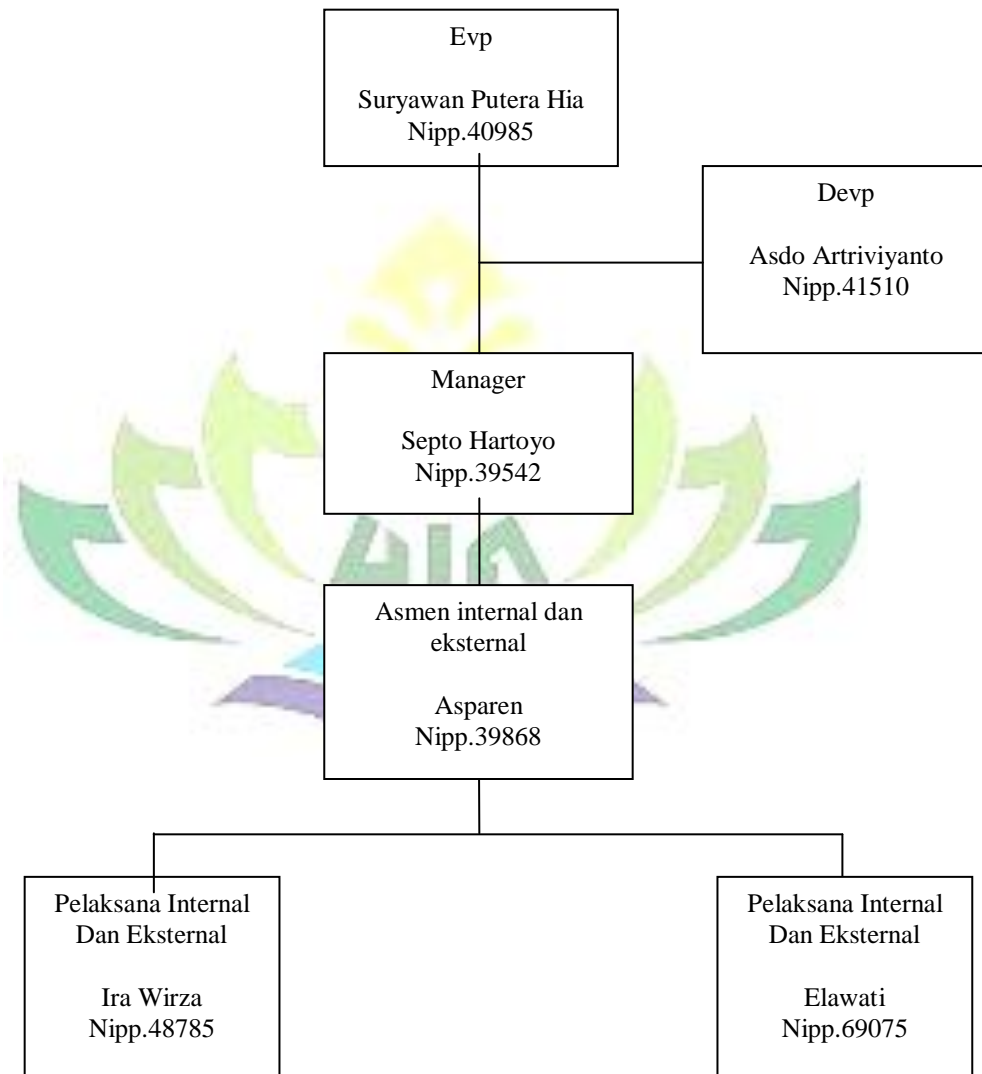 Evp
Suryawan Putera Hia
Nipp.40985
Devp
Asdo Artriviyanto
Nipp.41510
Manager
Septo Hartoyo
Nipp.39542
Asmen internal dan
eksternal
Asparen
Nipp.39868
Pelaksana Internal
Dan Eksternal
Ira Wirza
Nipp.48785
Pelaksana Internal
Dan Eksternal
Elawati
Nipp.69075